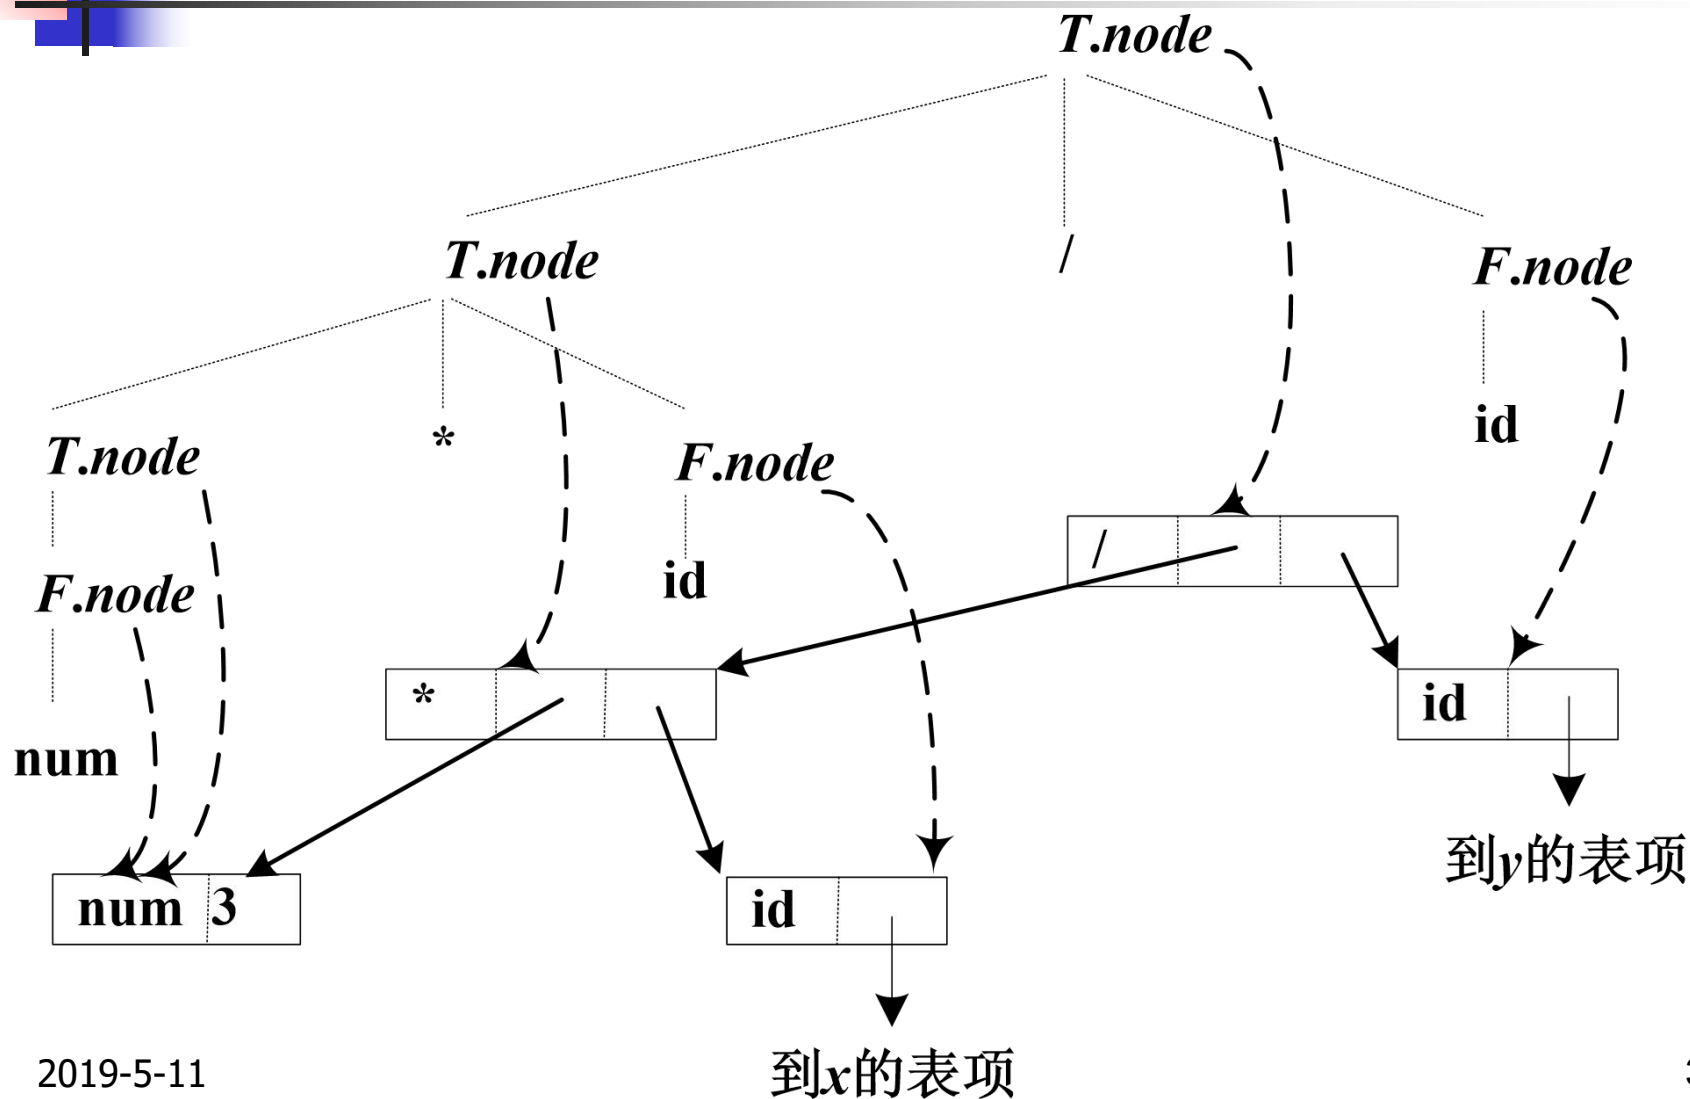 T.node
T.node
/
F.node
T.node
*
F.node
id
F.node
id
/
*
id
num
num 3
id
到y的表项
到x的表项
2019-5-11